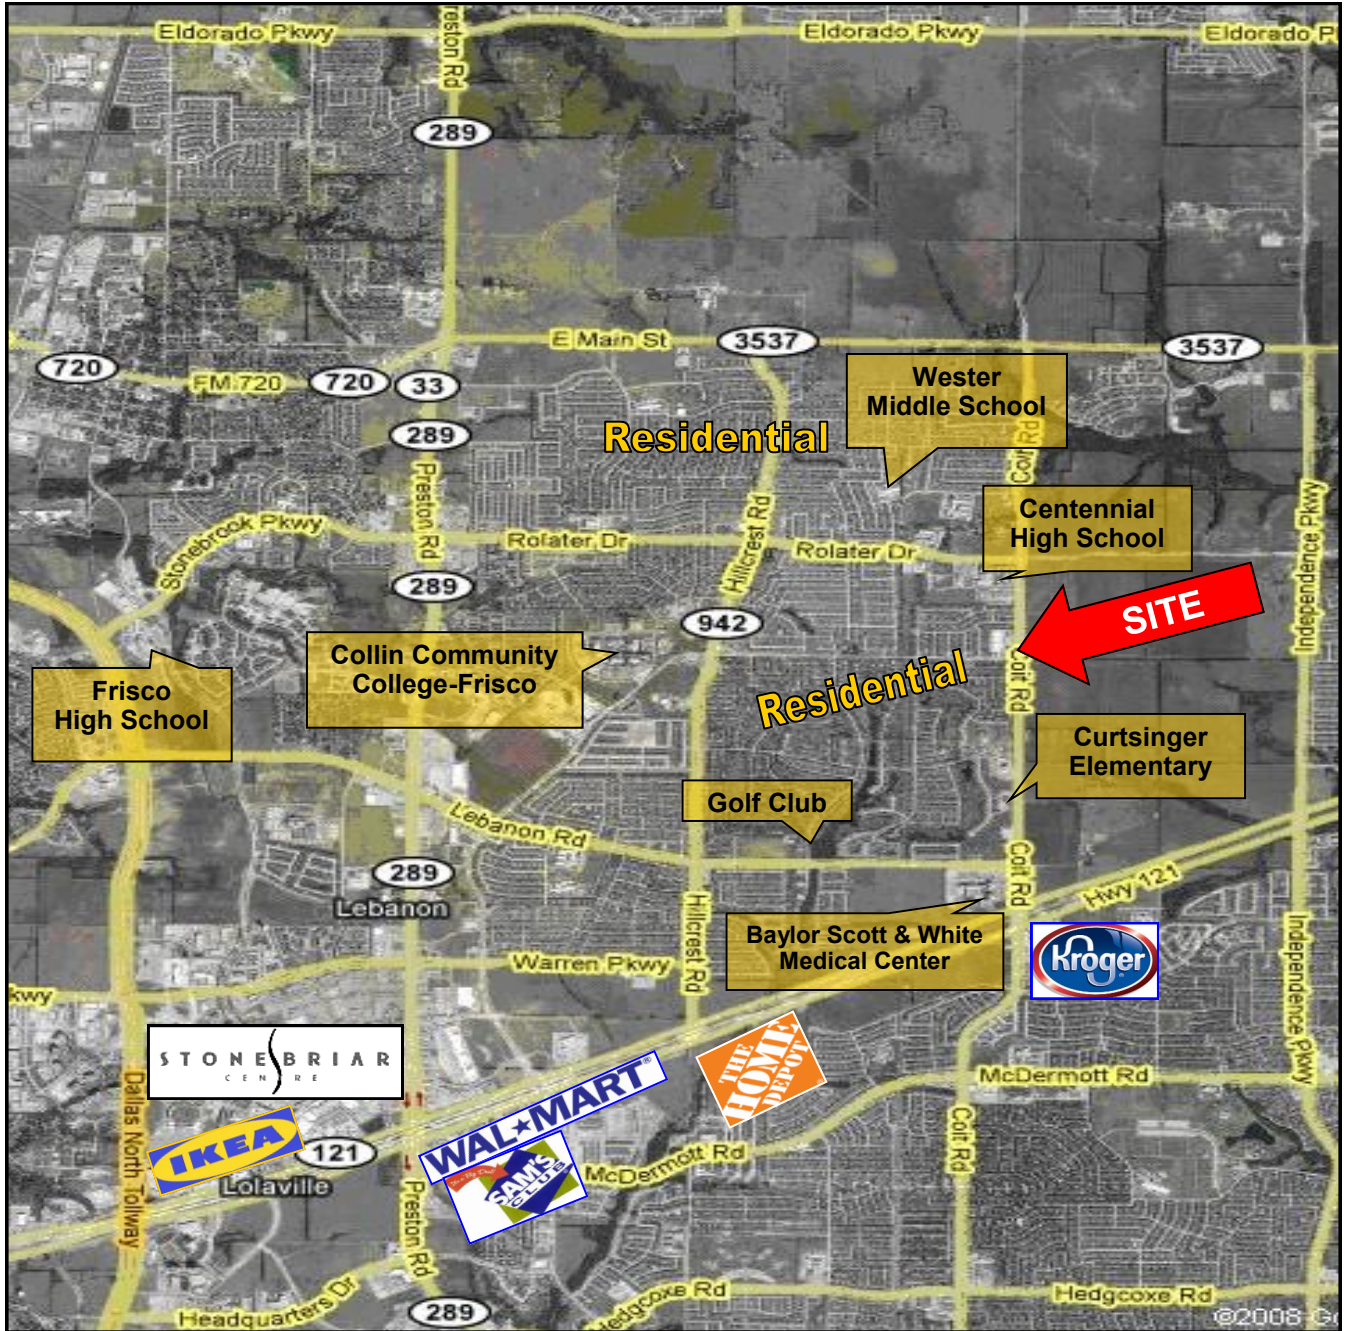 Eldorado Pkwy
Eldorado Pkwy
Eldorado P
reston Rd
289
E Main St
3537
3537
720
FM 720
720
33
289
Wester
Middle School
Residential
Coit Rd
Preston Rd
Centennial
High School
Stonebrook Pkwy
Rolater Dr
Rolater Dr
Hillcrest Rd
Independence Pkwy
289
942
SITE
Collin Community
College-Frisco
Frisco
High School
Residential
Coit Rd
Curtsinger
Elementary
Golf Club
Lebanon Rd
289
Lebanon
Coit Rd
Hwy 121
Hillcrest Rd
Baylor Scott & White
Medical Center
Kroger
Independence Pkwy
Warren Pkwy
kwy
STONEBRIAR
CENTRE
Dallas North Tollway
WAL★MART®
THE
HOME
DEPOT
McDermott Rd
IKEA
121
Lolaville
SAM'S
CLUB
McDermott Rd
Coit Rd
Preston Rd
Headquarters Dr
289
Hedgcoxe Rd
Hedgcoxe Rd
©2008 Go